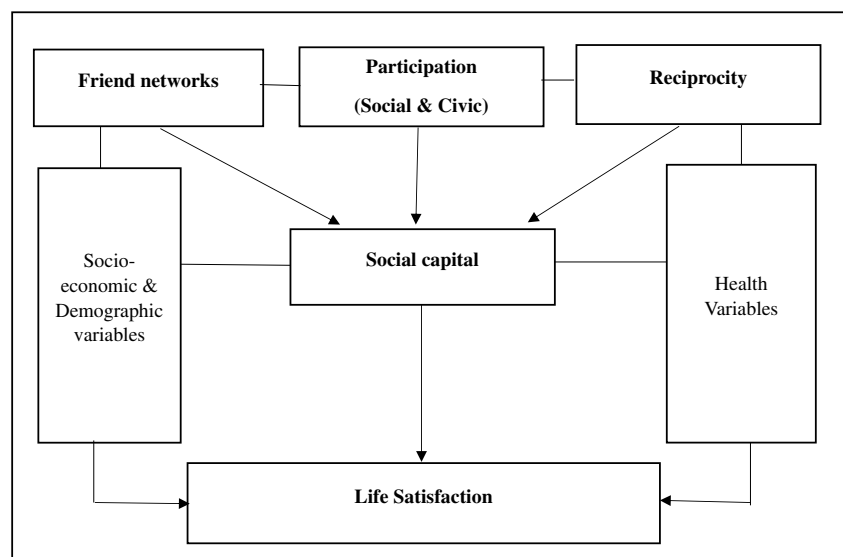 Friend networks
Participation
(Social & Civic)
Reciprocity
Socio-
economic &
Demographic
variables
Social capital
Health
Variables
Life Satisfaction